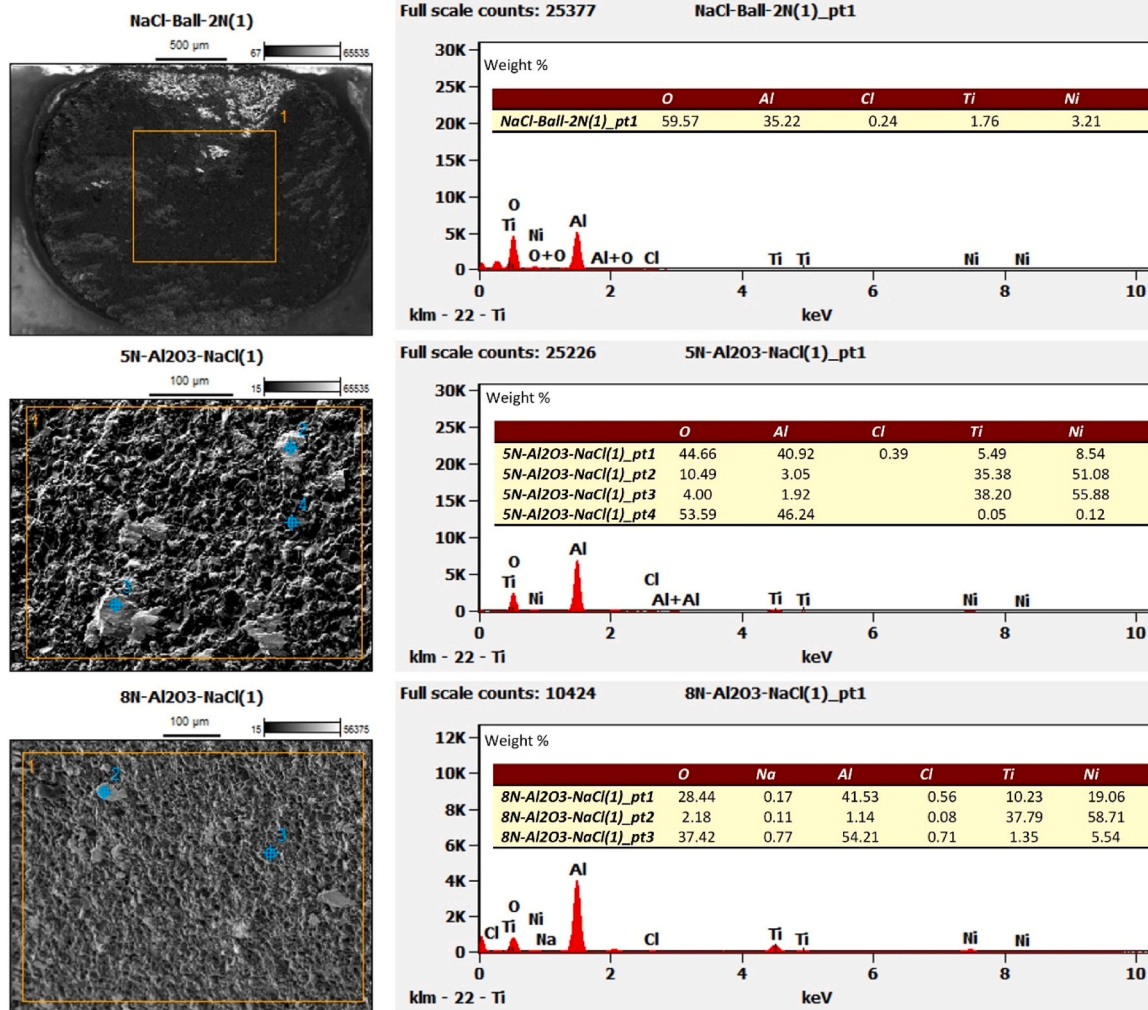 NaCl-Ball-2N(1)
500 µm
67
65535
1
Full scale counts: 25377
NaCl-Ball-2N(1)_pt1
30K
25K
20K
15K
10K
5K
0
Weight %
O Al Cl Ti Ni
NaCl-Ball-2N(1)_pt1 59.57 35.22 0.24 1.76 3.21
O
Ti
Ni
O+O
Al
Al+O
Cl
Ti Ti
Ni Ni
0 2 4 6 8 10
klm - 22 - Ti
keV
5N-Al2O3-NaCl(1)
100 µm
15
65535
1
2
4
3
Full scale counts: 25226
5N-Al2O3-NaCl(1)_pt1
30K
25K
20K
15K
10K
5K
0
Weight %
O Al Cl Ti Ni
5N-Al2O3-NaCl(1)_pt1 44.66 40.92 0.39 5.49 8.54
5N-Al2O3-NaCl(1)_pt2 10.49 3.05 35.38 51.08
5N-Al2O3-NaCl(1)_pt3 4.00 1.92 38.20 55.88
5N-Al2O3-NaCl(1)_pt4 53.59 46.24 0.05 0.12
O
Ti
Ni
Al
Cl
Al+Al
Ti Ti
Ni Ni
0 2 4 6 8 10
klm - 22 - Ti
keV
8N-Al2O3-NaCl(1)
100 µm
15
56375
1
2
3
Full scale counts: 10424
8N-Al2O3-NaCl(1)_pt1
12K
10K
8K
6K
4K
2K
0
Weight %
O Na Al Cl Ti Ni
8N-Al2O3-NaCl(1)_pt1 28.44 0.17 41.53 0.56 10.23 19.06
8N-Al2O3-NaCl(1)_pt2 2.18 0.11 1.14 0.08 37.79 58.71
8N-Al2O3-NaCl(1)_pt3 37.42 0.77 54.21 0.71 1.35 5.54
Cl
O
Ti
Ni
Na
Al
Cl
Ti Ti
Ni Ni
0 2 4 6 8 10
klm - 22 - Ti
keV